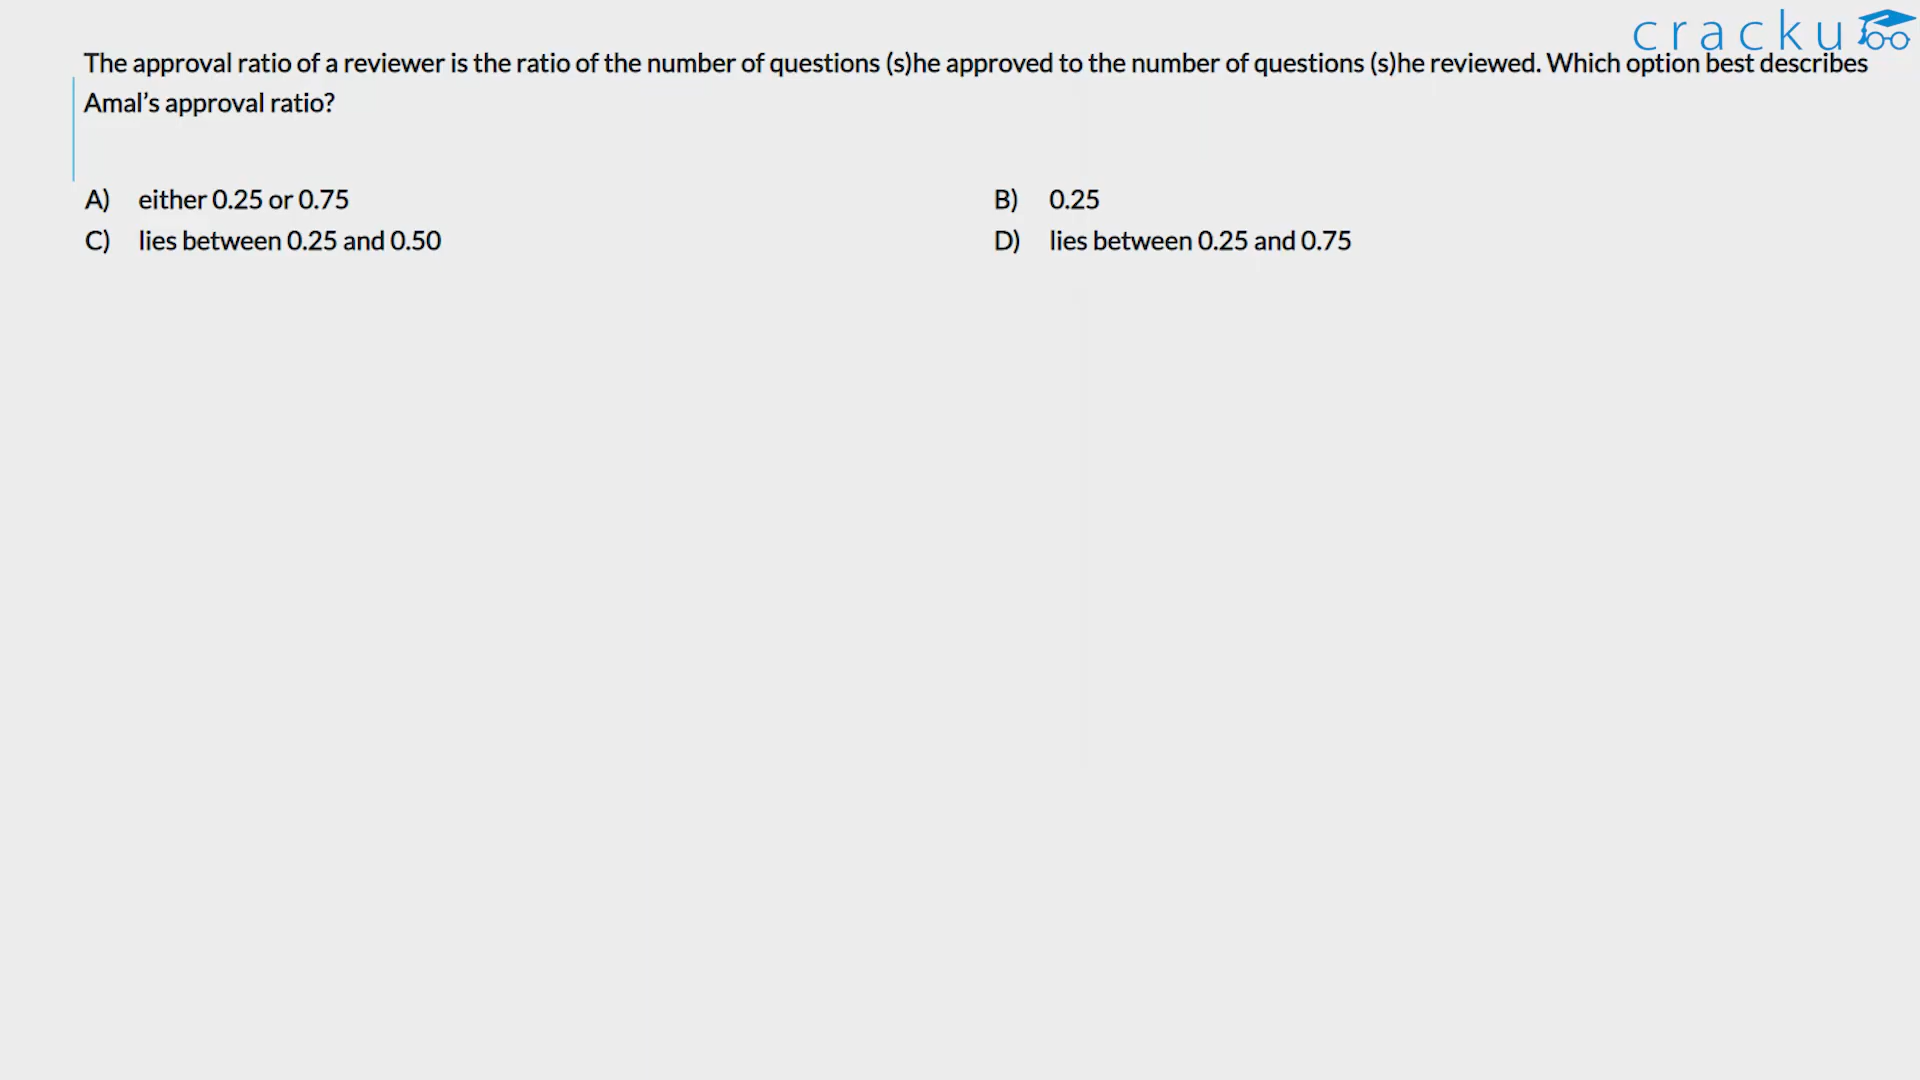 cracku
The approval ratio of a reviewer is the ratio of the number of questions (s)he approved to the number of questions (s)he reviewed. Which option best describes
Amal’s approval ratio?
A) either 0.25 or 0.75
B) 0.25
C) lies between 0.25 and 0.50
D) lies between 0.25 and 0.75